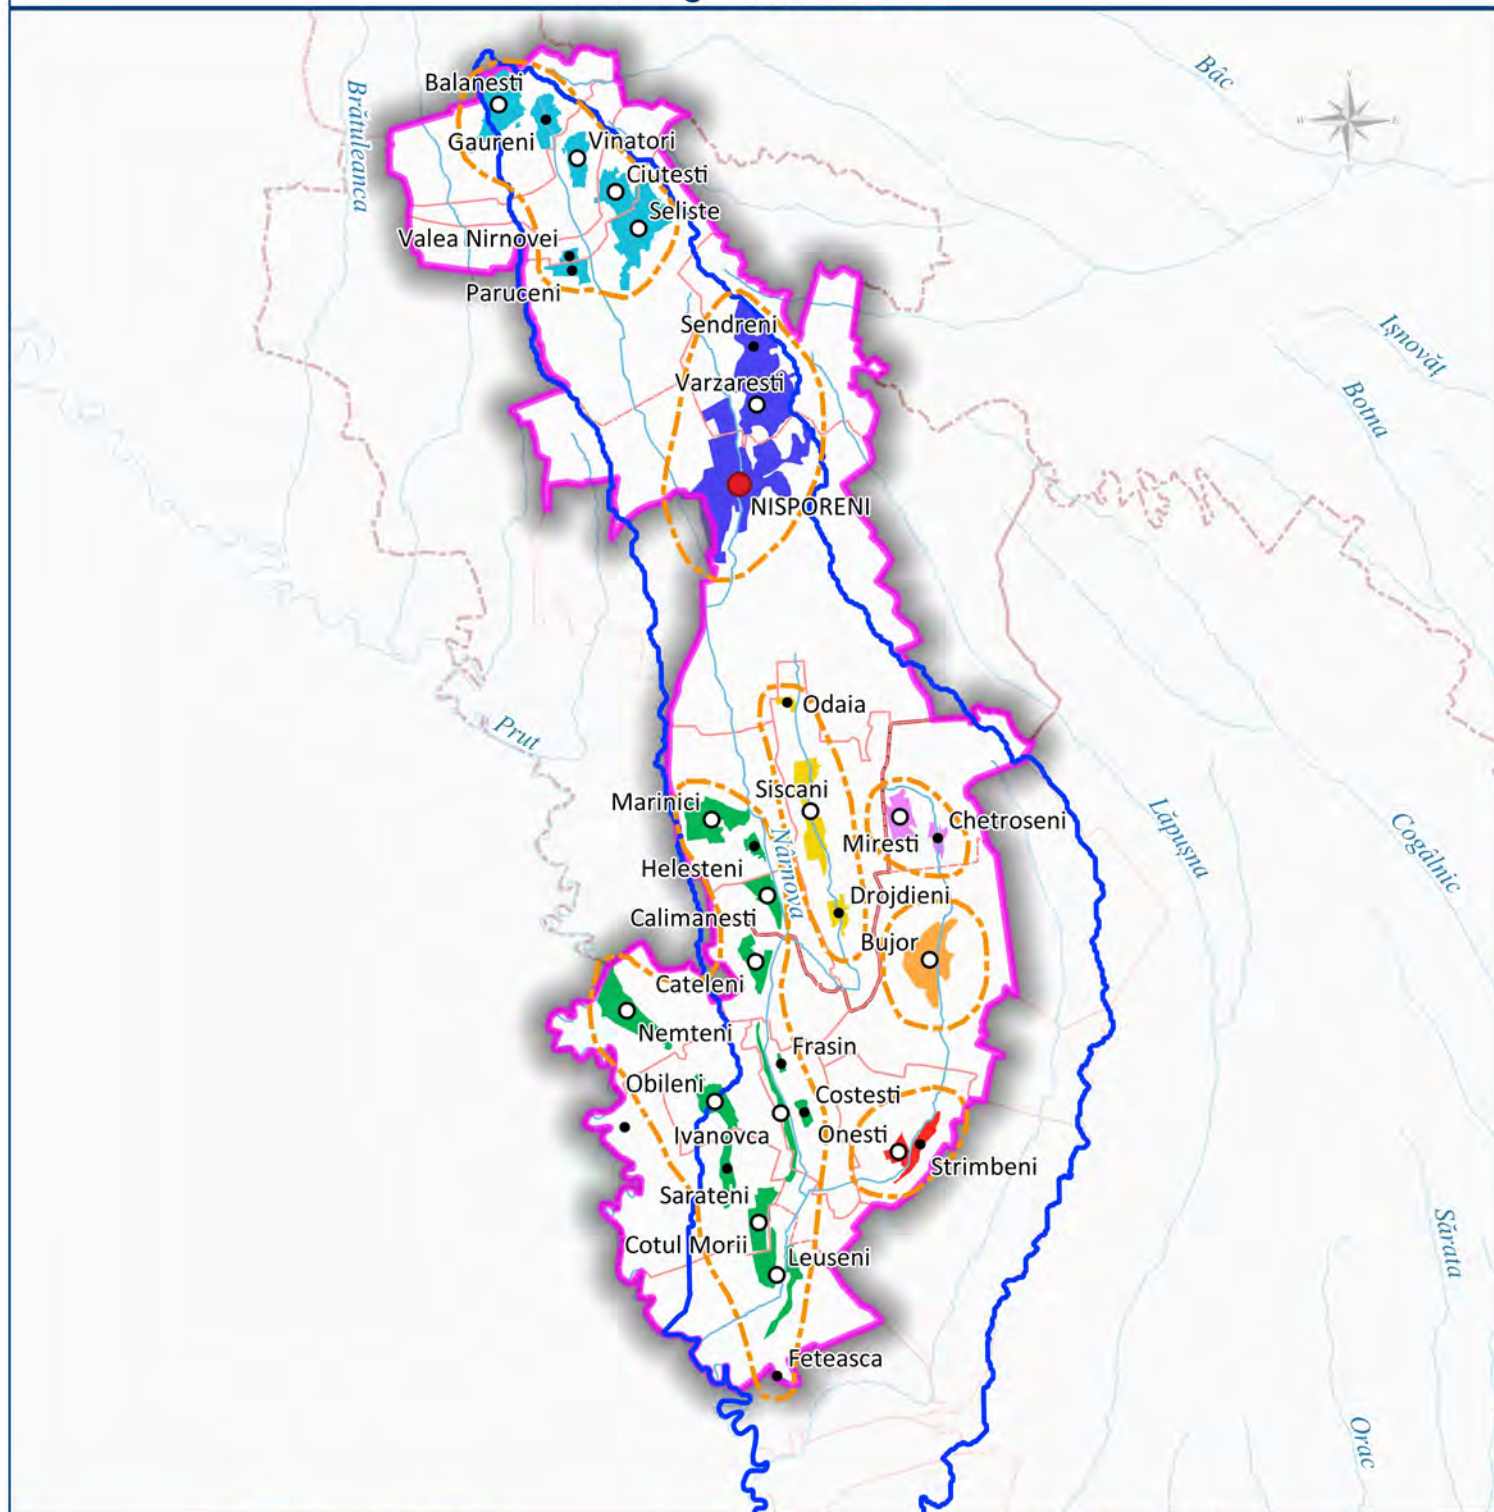 Bâc
Balanesti
Brătuleanca
Gaureni
Vinatori
Ciutesti
Seliste
Valea Nirnovei
Paruceni
Sendreni
Işnovăţ
Varzaresti
Botna
NISPORENI
Odaia
Prut
Siscani
Marinici
Chetroseni
Miresti
Nârnova
Lăpuşna
Cogâlnic
Helesteni
Drojdieni
Calimanesti
Bujor
Cateleni
Nemteni
Frasin
Obileni
Costesti
Ivanovca
Onesti
Strimbeni
Sarateni
Cotul Morii
Leuseni
Sărata
Feteasca
Orac